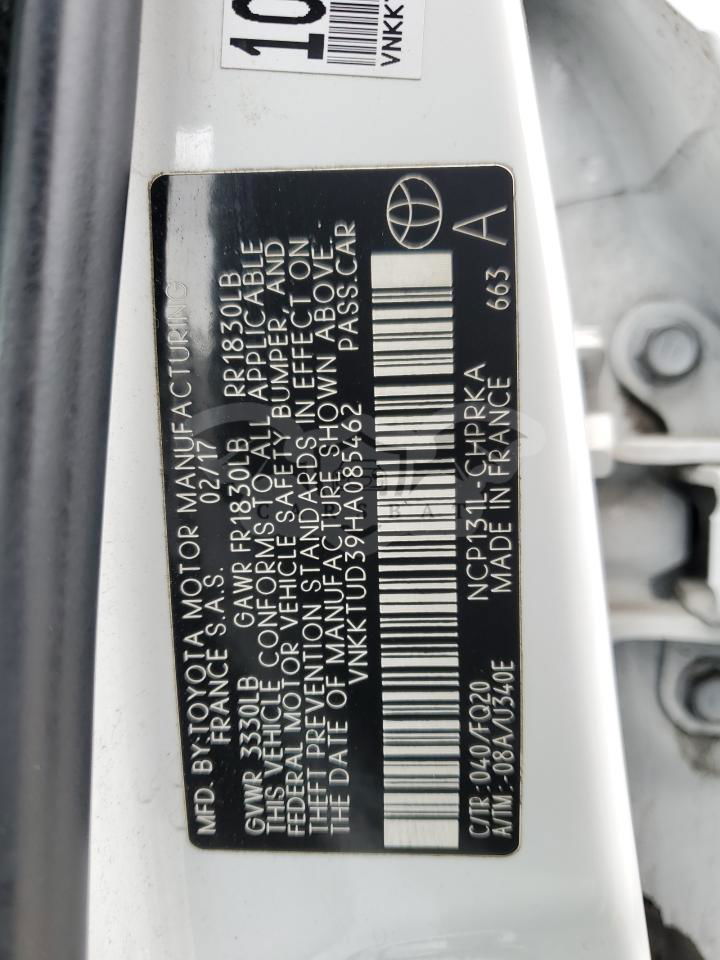 10
VNKK
MFD. BY:TOYOTA MOTOR MANUFACTURING
FRANCE S.A.S. 02/17
GVWR 3330LB GAWR FR1830LB RR1830LB
THIS VEHICLE CONFORMS TO ALL APPLICABLE
FEDERAL MOTOR VEHICLE SAFETY BUMPER, AND
THEFT PREVENTION STANDARDS IN EFFECT ON
THE DATE OF MANUFACTURE SHOWN ABOVE.
VNKKTUD39HA085462 PASS.CAR
C/TR:040/FQ20 NCP131L-CHPRKA 663
A/TM:-08A/U340E MADE IN FRANCE A